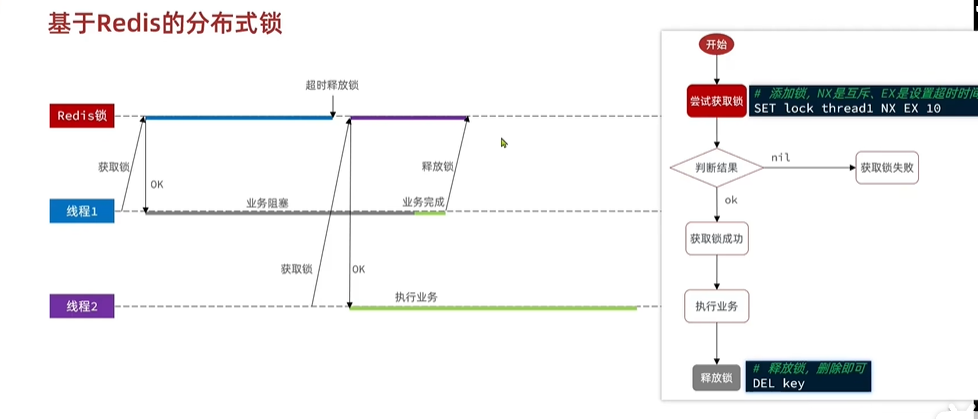 基于Redis的分布式锁
开始
超时释放锁
尝试获取锁
# 添加锁，NX是互斥、EX是设置超时时间
SET lock thread1 NX EX 10
Redis锁
获取锁
OK
释放锁
判断结果
nil
获取锁失败
ok
线程1
业务阻塞
业务完成
获取锁成功
获取锁
OK
线程2
执行业务
执行业务
释放锁
# 释放锁，删除即可
DEL key